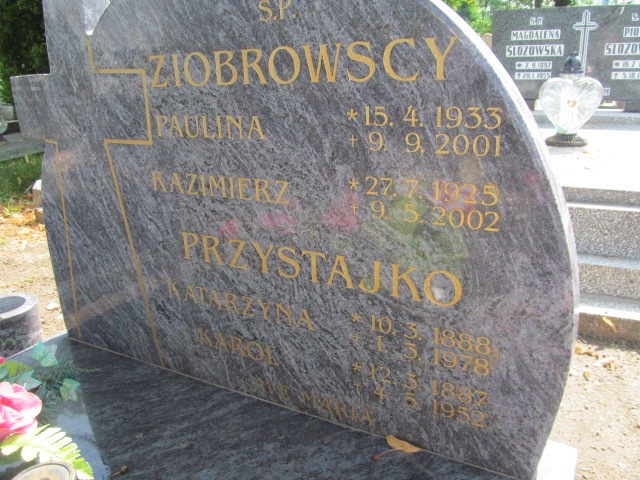 Ś.P.
ZIOBROWSCY
PAULINA * 15. 4. 1933
+ 9. 9. 2001
KAZIMIERZ * 27. 7. 1925
+ 9. 5. 2002
PRZYSTAJKO
KATARZYNA * 10. 3. 1888
+ 1. 3. 1978
KAROL * 12. 3. 1887
+ 4. 5. 1952
AVE MARIA
Ś.P.
MAGDALENA
SŁOZOWSKA